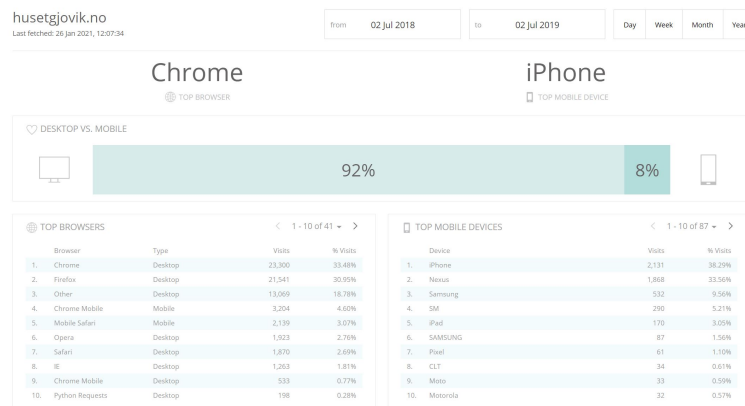 husetgjovik.no
Last fetched: 26 Jan 2021, 12:07:34
from 02 Jul 2018 to 02 Jul 2019 Day Week Month Year
Chrome iPhone
TOP BROWSER TOP MOBILE DEVICE
DESKTOP VS. MOBILE
92% 8%
TOP BROWSERS 1 - 10 of 41
Browser Type Visits % Visits
1. Chrome Desktop 23,300 33.48%
2. Firefox Desktop 21,541 30.95%
3. Other Desktop 13,069 18.78%
4. Chrome Mobile Mobile 3,204 4.60%
5. Mobile Safari Mobile 2,139 3.07%
6. Opera Desktop 1,923 2.76%
7. Safari Desktop 1,870 2.69%
8. IE Desktop 1,263 1.81%
9. Chrome Mobile Desktop 533 0.77%
10. Python Requests Desktop 198 0.28%
TOP MOBILE DEVICES 1 - 10 of 87
Device Visits % Visits
1. iPhone 2,131 38.29%
2. Nexus 1,868 33.56%
3. Samsung 532 9.56%
4. SM 290 5.21%
5. iPad 170 3.05%
6. SAMSUNG 87 1.56%
7. Pixel 61 1.10%
8. CLT 34 0.61%
9. Moto 33 0.59%
10. Motorola 32 0.57%